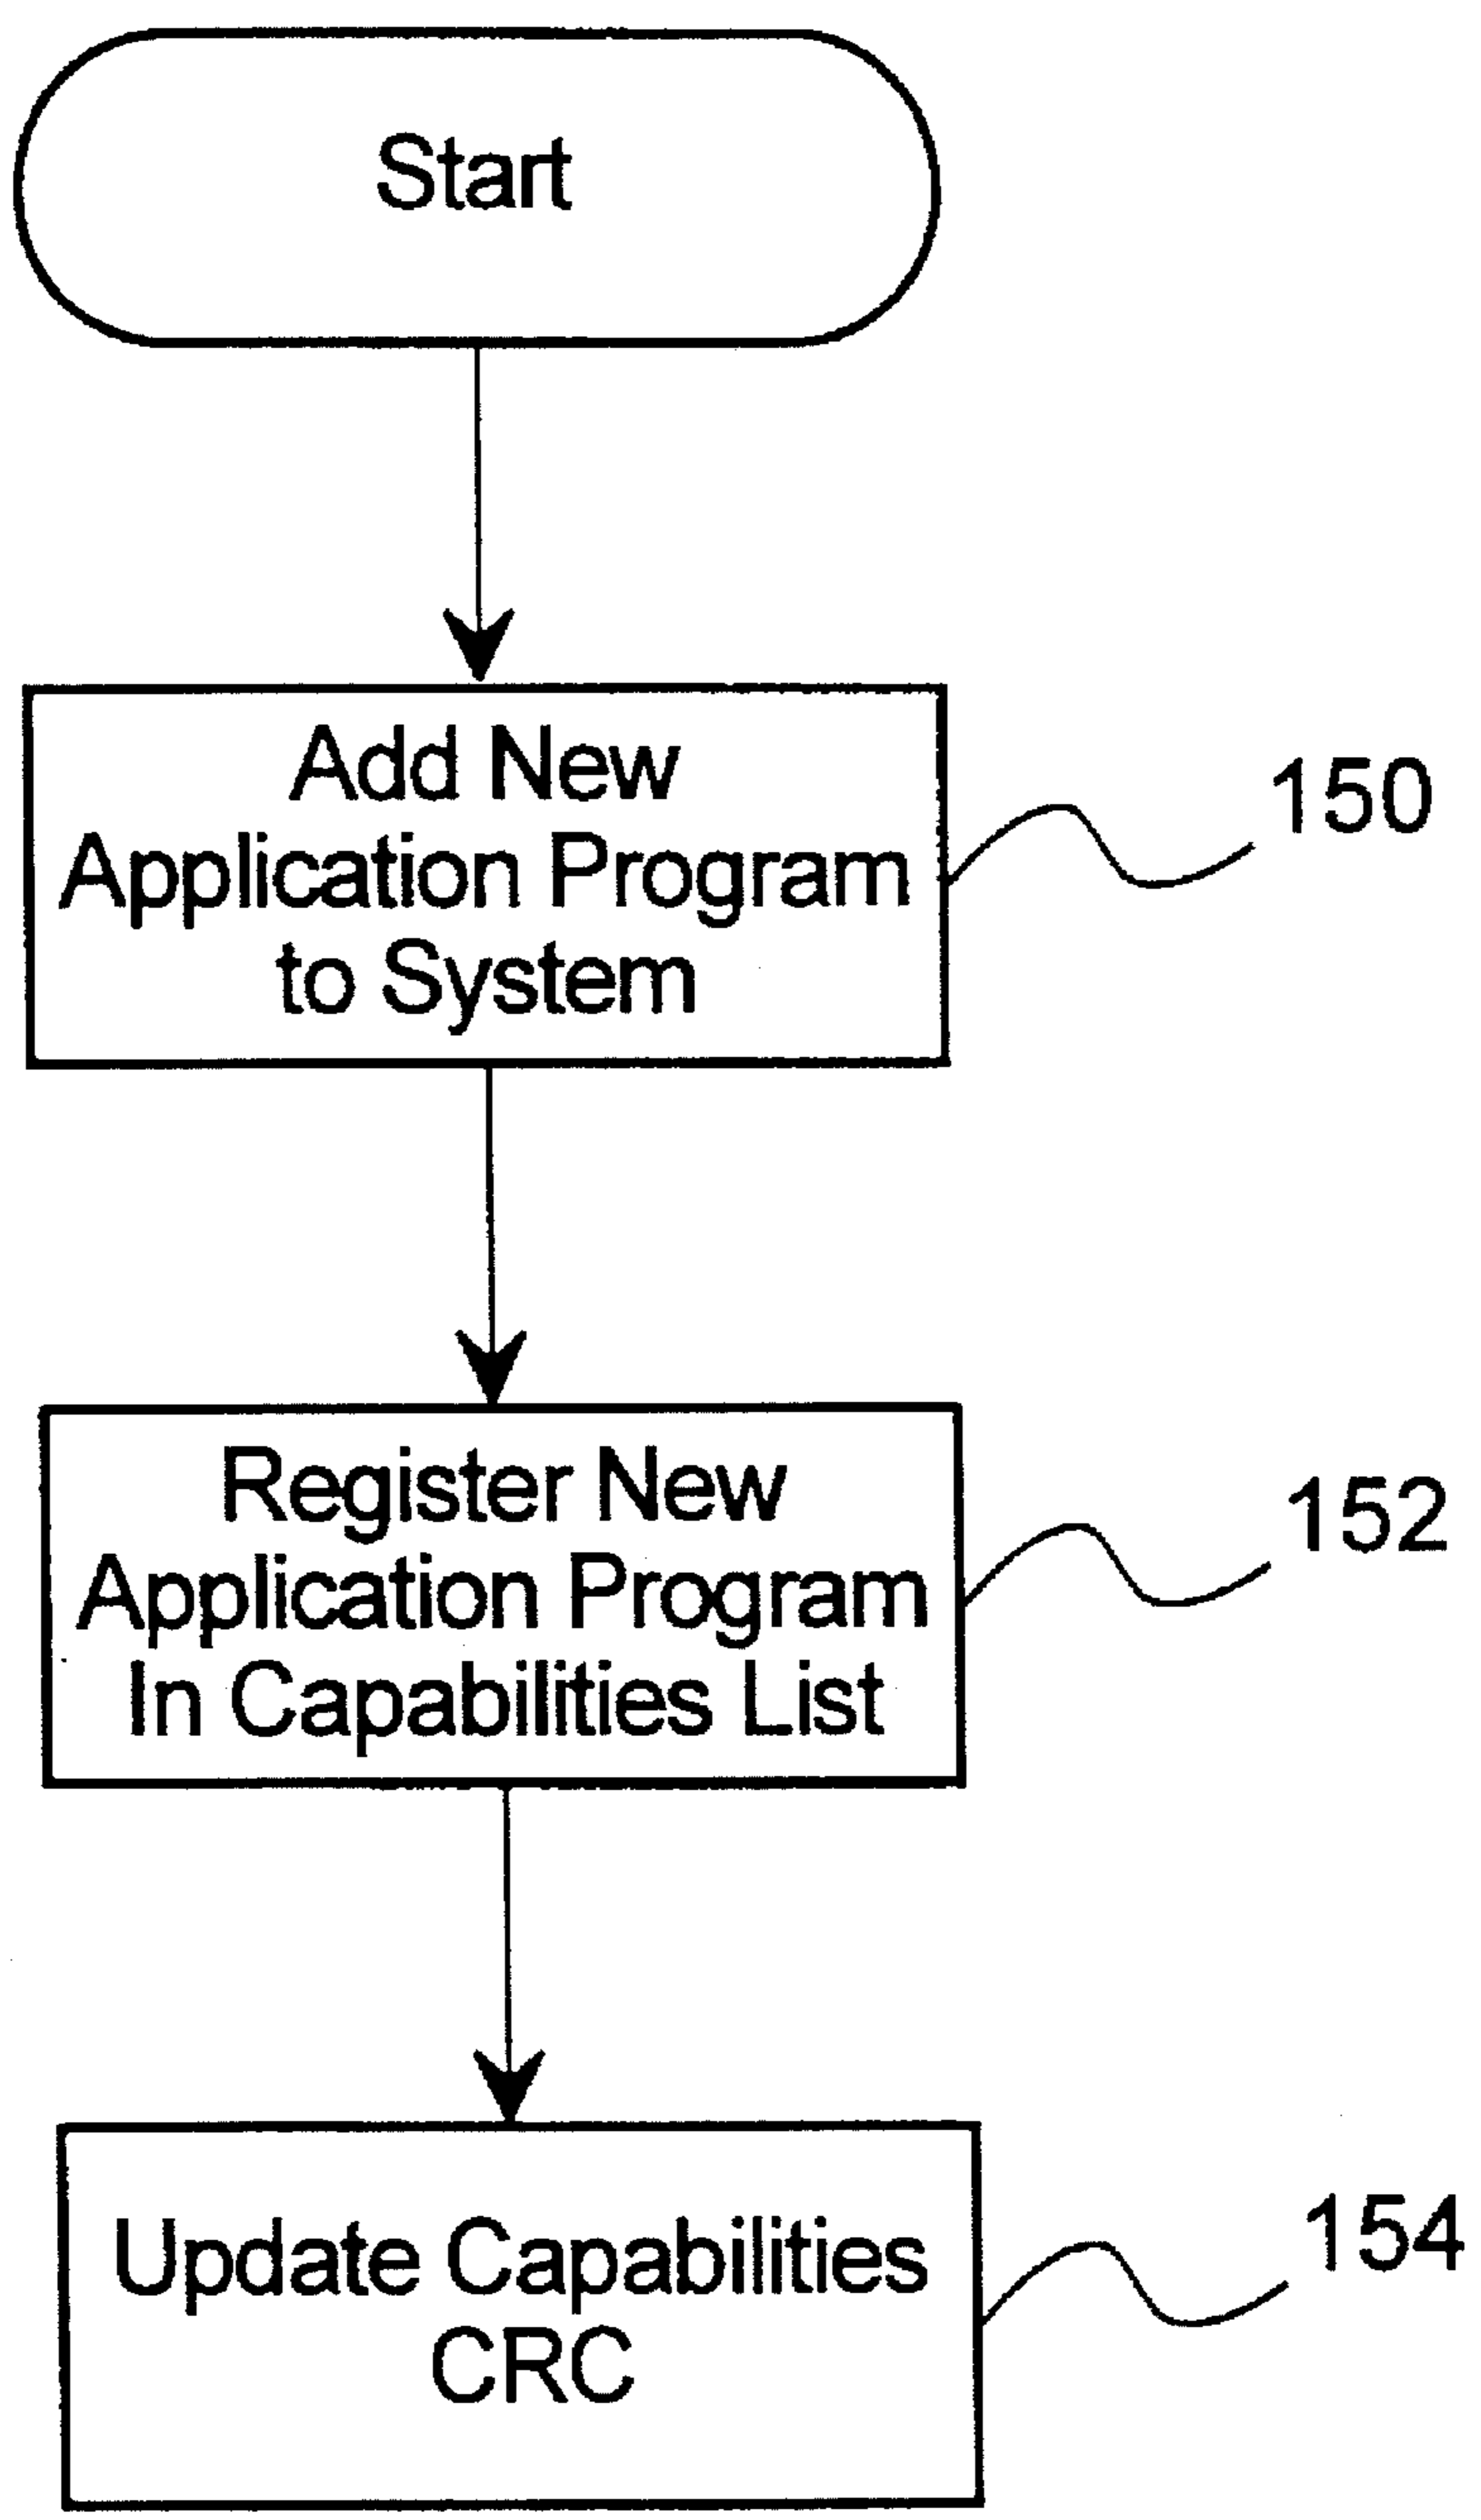 Start
Add New
Application Program
to System
150
Register New
Application Program
In Capabilities List
152
Update Capabilities
CRC
154